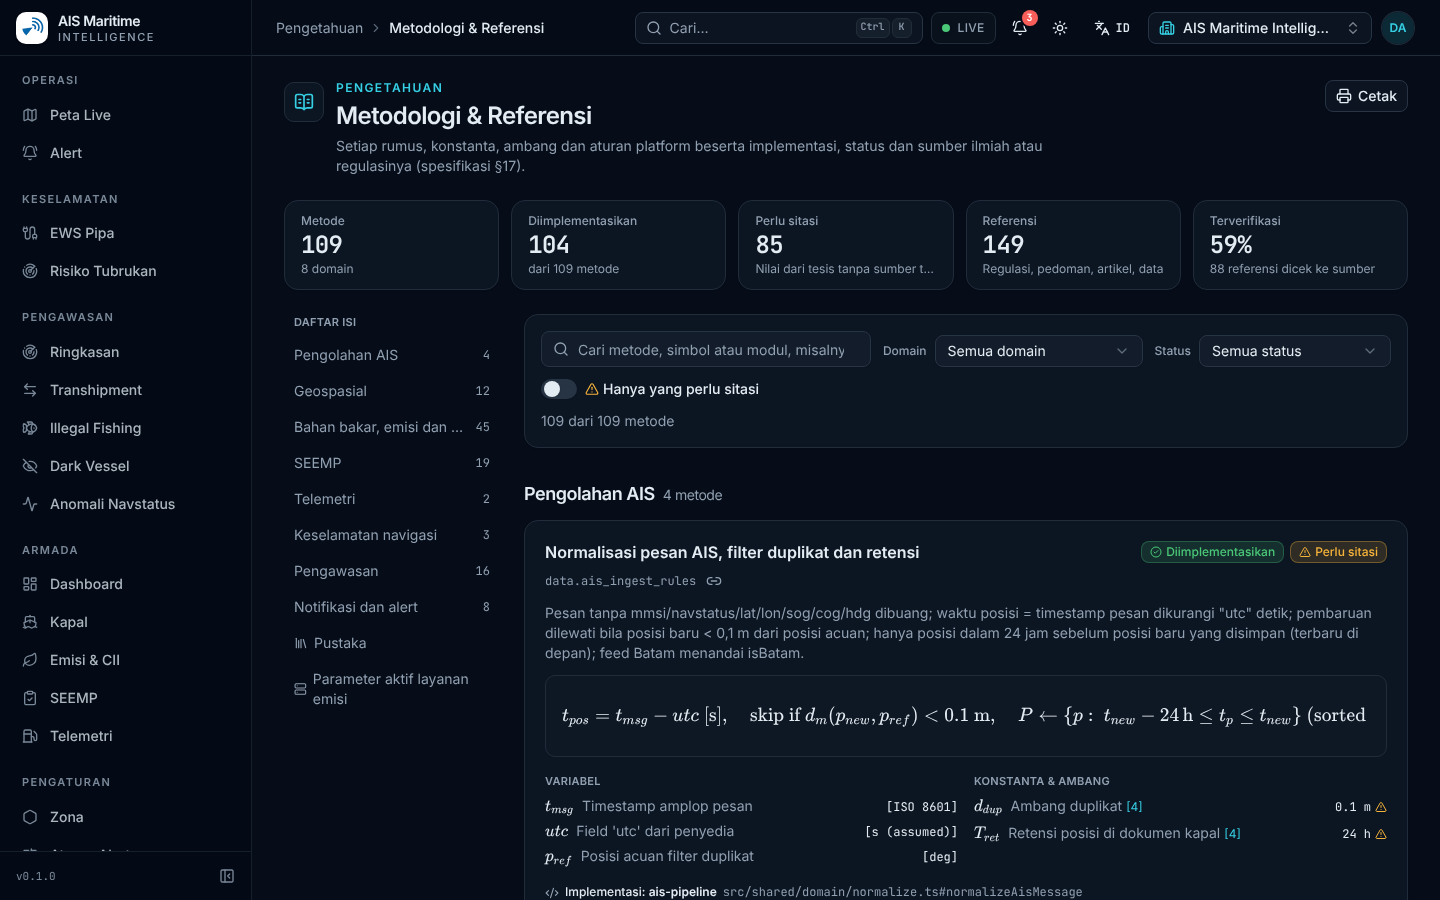 AIS Maritime
INTELLIGENCE
Pengetahuan > Metodologi & Referensi
Cari...
Ctrl K
LIVE
3
ID
AIS Maritime Intellig...
DA
OPERASI
Peta Live
Alert
KESELAMATAN
EWS Pipa
Risiko Tubrukan
PENGAWASAN
Ringkasan
Transhipment
Illegal Fishing
Dark Vessel
Anomali Navstatus
ARMADA
Dashboard
Kapal
Emisi & CII
SEEMP
Telemetri
PENGATURAN
Zona
v0.1.0
PENGETAHUAN
Metodologi & Referensi
Setiap rumus, konstanta, ambang dan aturan platform beserta implementasi, status dan sumber ilmiah atau
regulasinya (spesifikasi §17).
Cetak
Metode
109
8 domain
Diimplementasikan
104
dari 109 metode
Perlu sitasi
85
Nilai dari tesis tanpa sumber t...
Referensi
149
Regulasi, pedoman, artikel, data
Terverifikasi
59%
88 referensi dicek ke sumber
DAFTAR ISI
Pengolahan AIS 4
Geospasial 12
Bahan bakar, emisi dan ... 45
SEEMP 19
Telemetri 2
Keselamatan navigasi 3
Pengawasan 16
Notifikasi dan alert 8
Pustaka
Parameter aktif layanan
emisi
Cari metode, simbol atau modul, misalny
Domain Semua domain
Status Semua status
Hanya yang perlu sitasi
109 dari 109 metode
Pengolahan AIS 4 metode
Normalisasi pesan AIS, filter duplikat dan retensi
Diimplementasikan
Perlu sitasi
data.ais_ingest_rules
Pesan tanpa mmsi/navstatus/lat/lon/sog/cog/hdg dibuang; waktu posisi = timestamp pesan dikurangi "utc" detik; pembaruan
dilewati bila posisi baru < 0,1 m dari posisi acuan; hanya posisi dalam 24 jam sebelum posisi baru yang disimpan (terbaru di
depan); feed Batam menandai isBatam.
t_pos = t_msg − utc [s], skip if d_m(p_new, p_ref) < 0.1 m, P ← {p : t_new − 24 h ≤ t_p ≤ t_new} (sorted
VARIABEL
t_msg Timestamp amplop pesan [ISO 8601]
utc Field 'utc' dari penyedia [s (assumed)]
p_ref Posisi acuan filter duplikat [deg]
KONSTANTA & AMBANG
d_dup Ambang duplikat [4] 0.1 m
T_ret Retensi posisi di dokumen kapal [4] 24 h
Implementasi: ais-pipeline src/shared/domain/normalize.ts#normalizeAisMessage